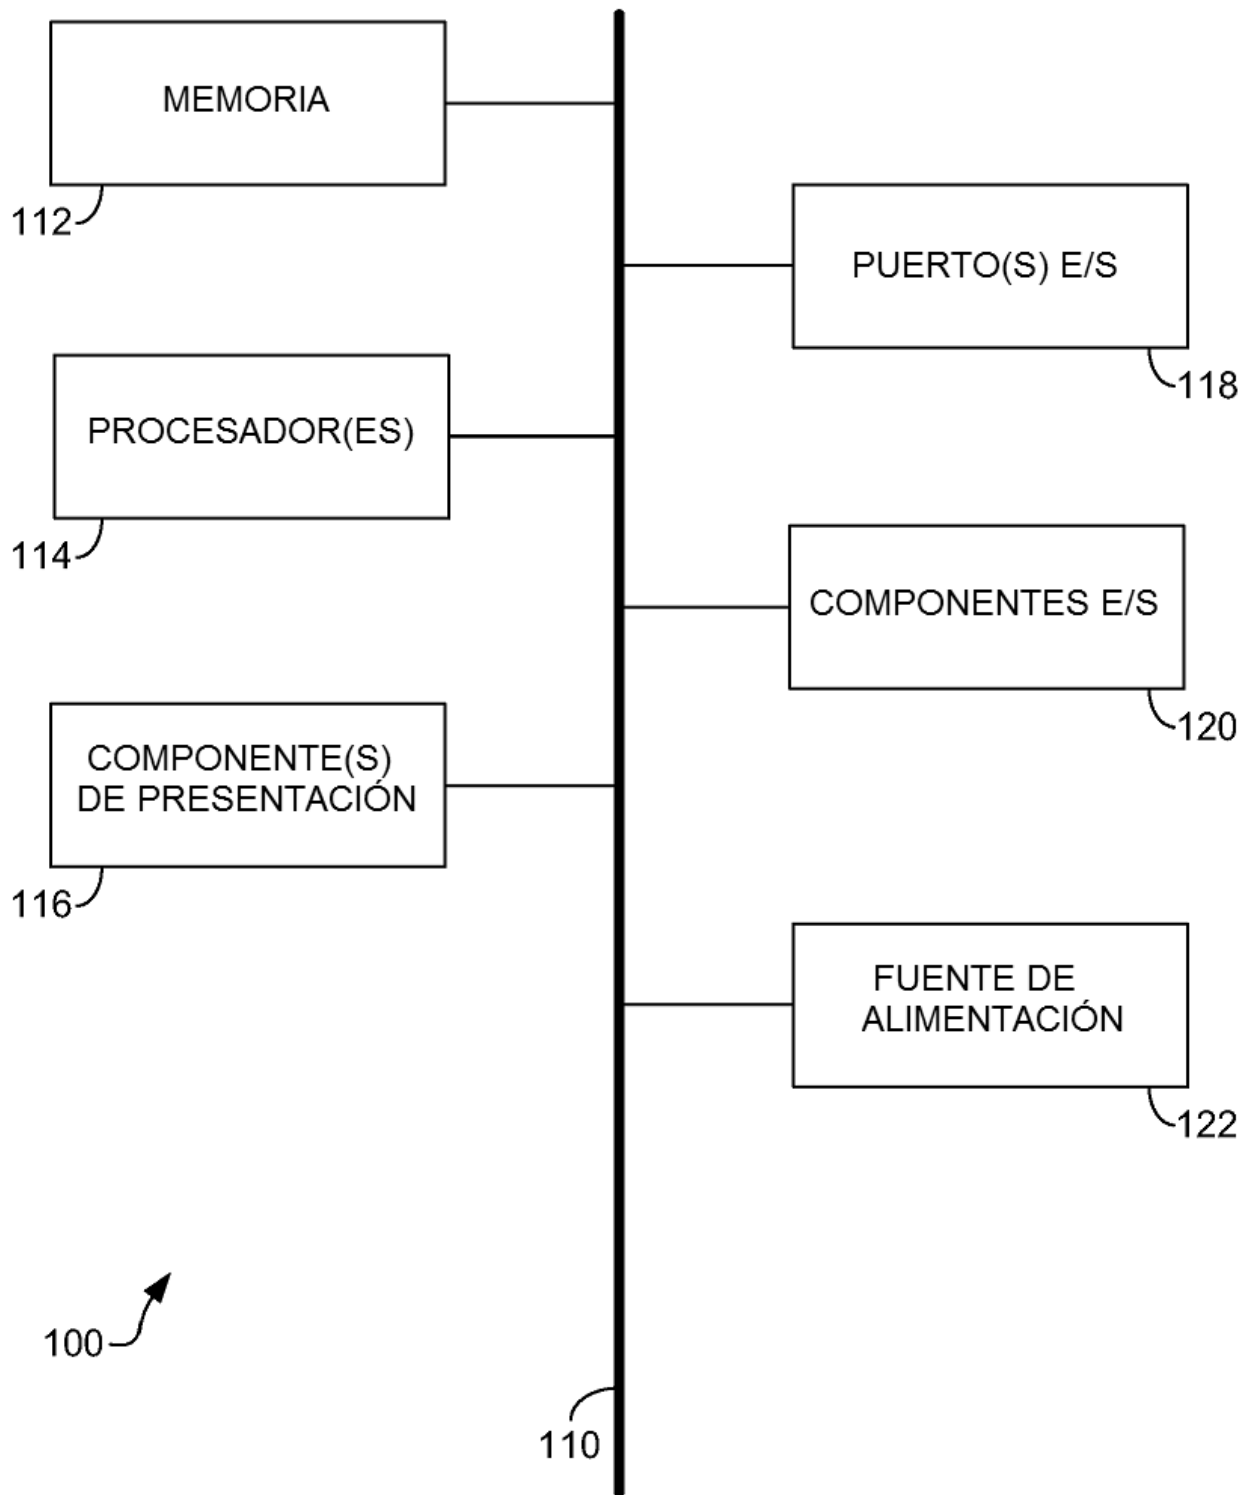 MEMORIA
112
PUERTO(S) E/S
118
PROCESADOR(ES)
114
COMPONENTES E/S
120
COMPONENTE(S)
DE PRESENTACIÓN
116
FUENTE DE
ALIMENTACIÓN
122
100
110